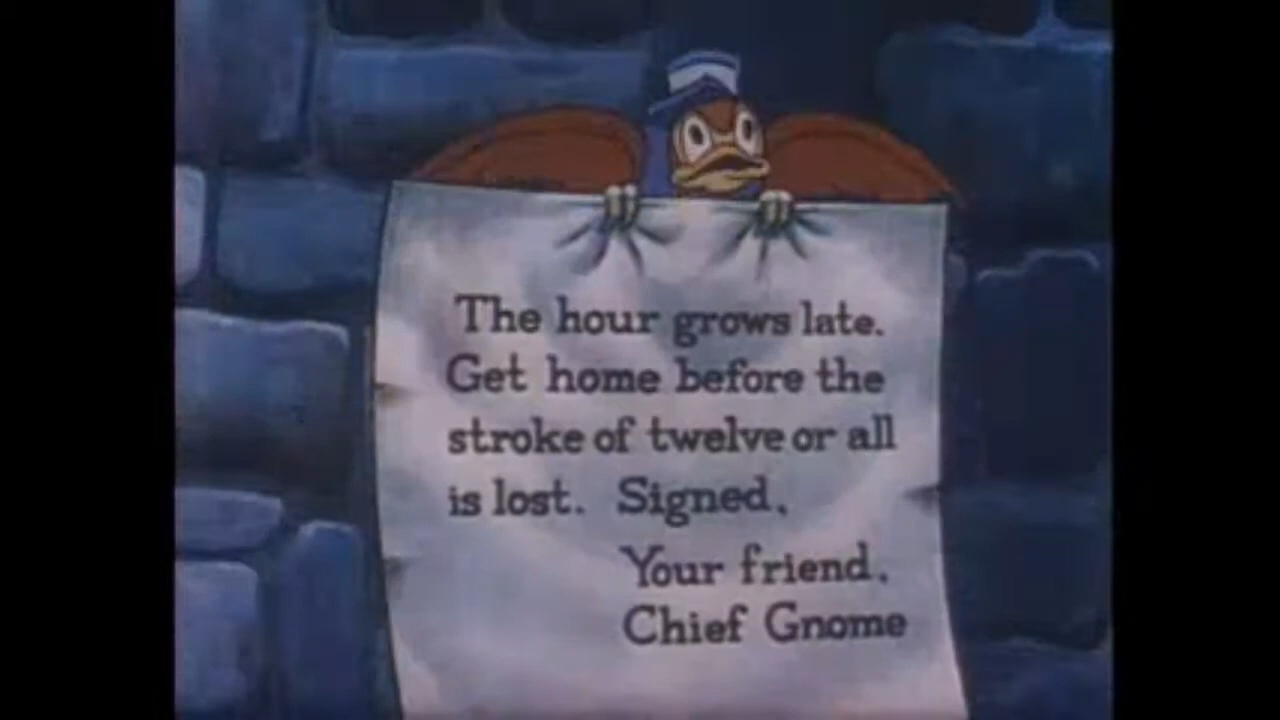 The hour grows late.
Get home before the
stroke of twelve or all
is lost. Signed,
Your friend,
Chief Gnome